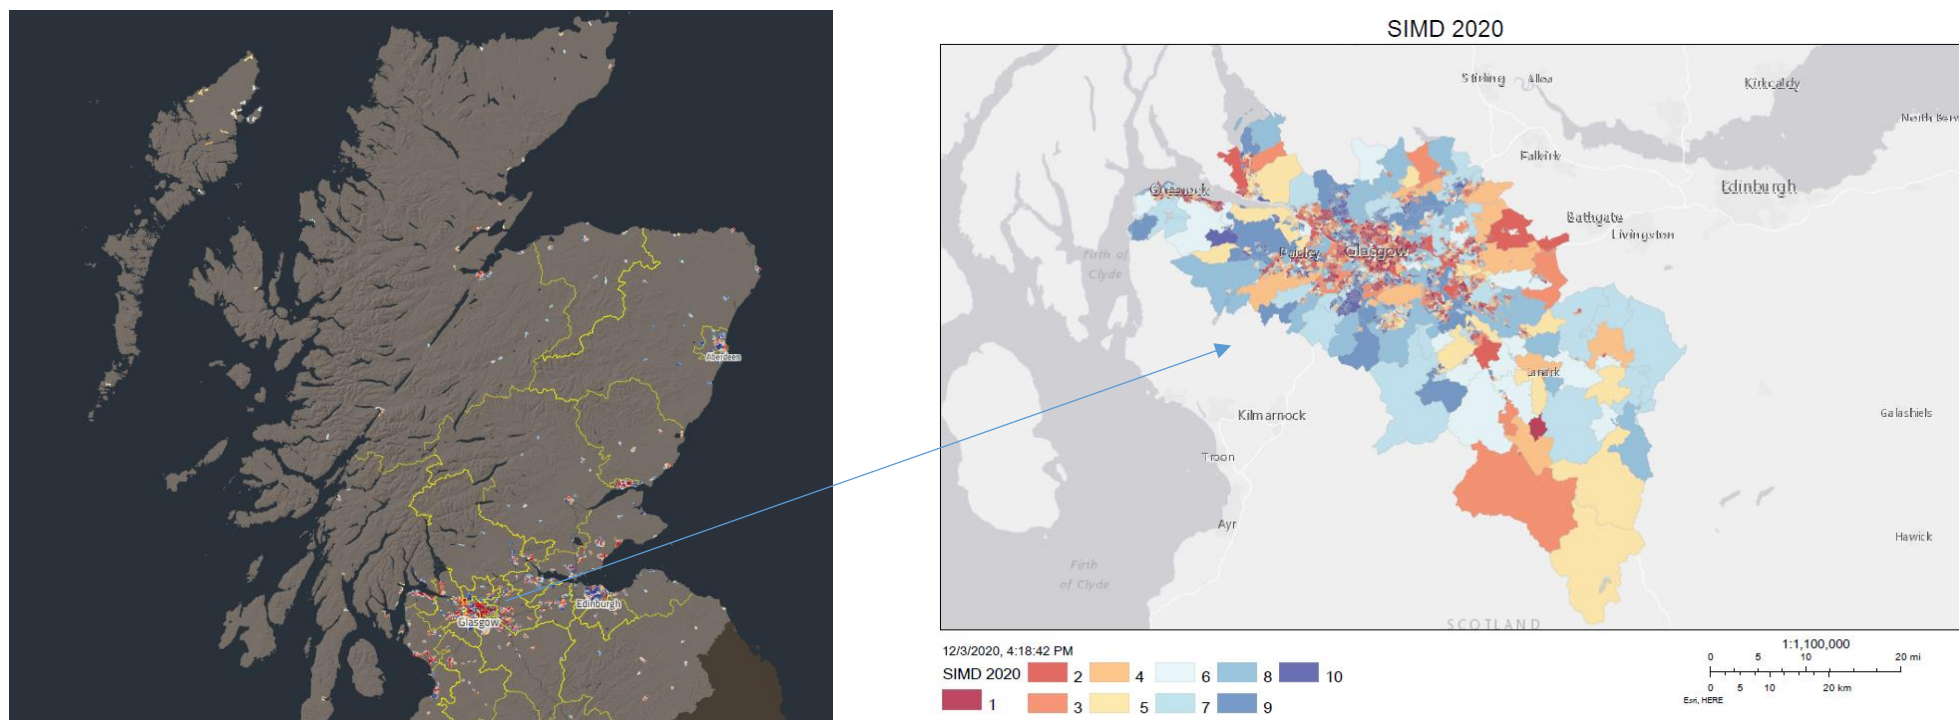 Aberdeen
Edinburgh
Glasgow
SIMD 2020
Stirling
Alloa
Kirkcaldy
Falkirk
Edinburgh
Greenock
Bathgate
Livingston
Firth of
Clyde
Paisley
Glasgow
Lanark
Kilmarnock
Galashiels
Troon
Ayr
Hawick
Firth
of Clyde
SCOTLAND
12/3/2020, 4:18:42 PM
SIMD 2020
1
2
3
4
5
6
7
8
9
10
1:1,100,000
0 5 10 20 mi
0 5 10 20 km
Esri, HERE